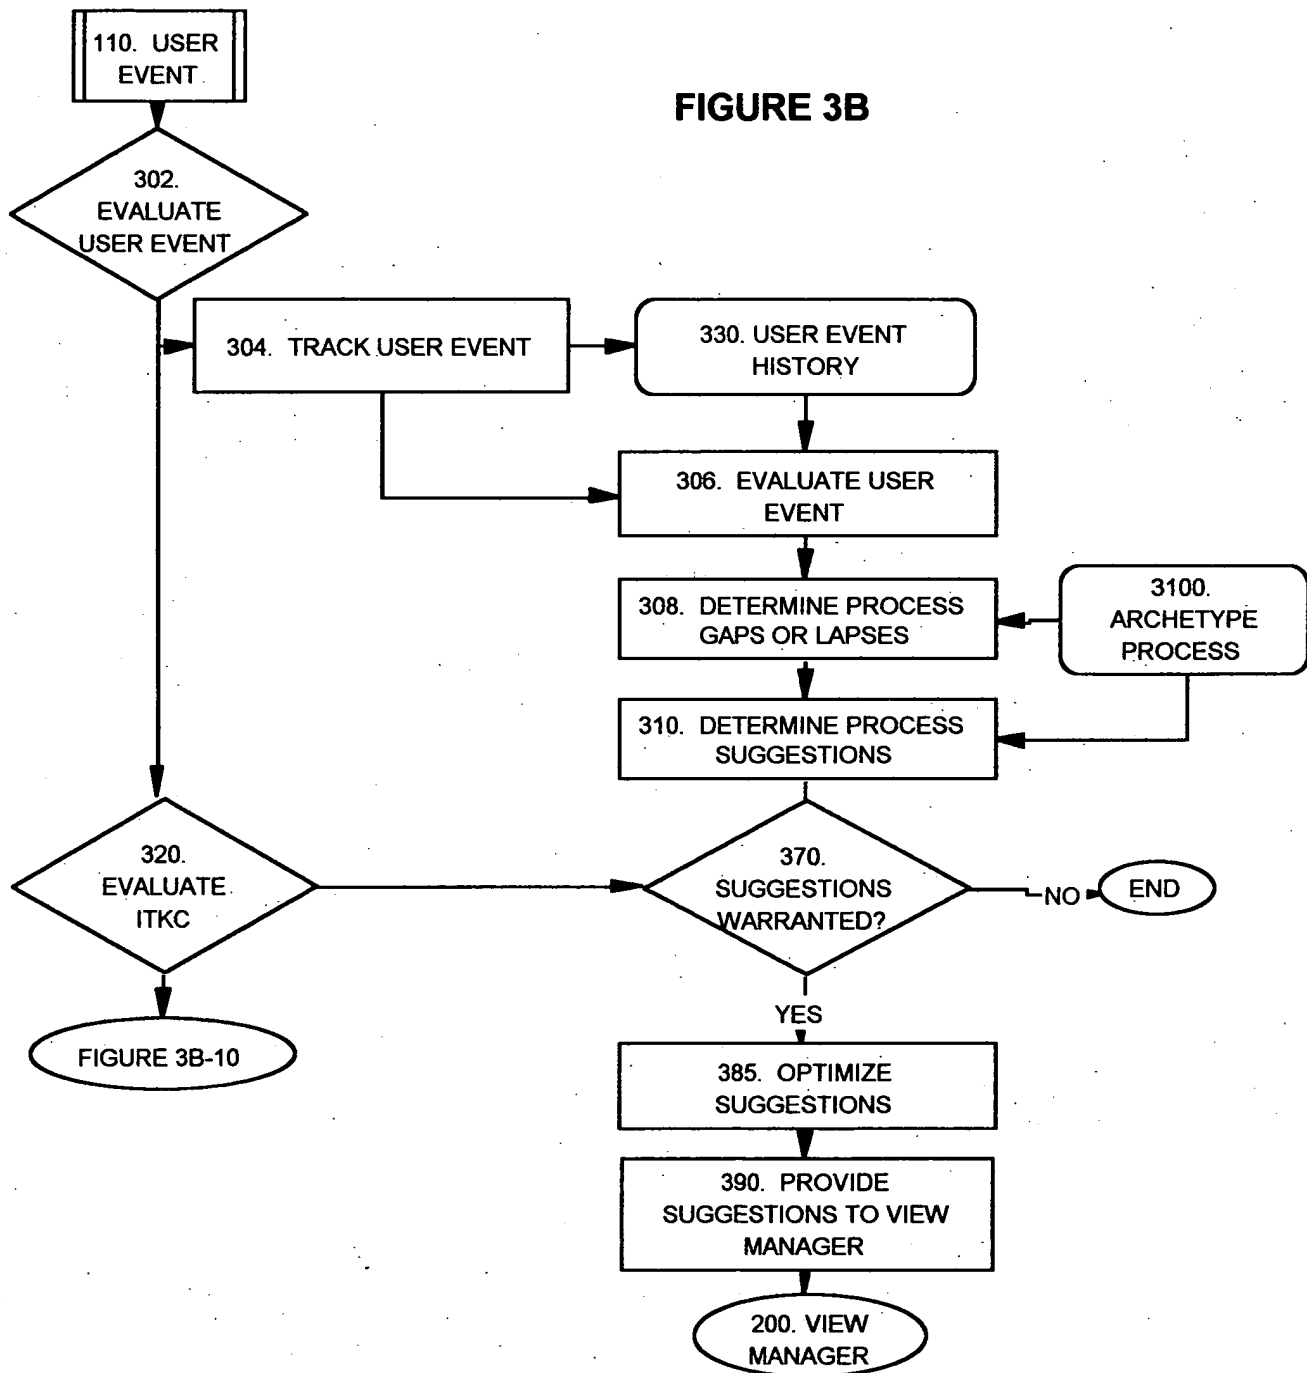 110. USER
EVENT
FIGURE 3B
302.
EVALUATE
USER EVENT
304. TRACK USER EVENT
330. USER EVENT
HISTORY
306. EVALUATE USER
EVENT
308. DETERMINE PROCESS
GAPS OR LAPSES
3100.
ARCHETYPE
PROCESS
310. DETERMINE PROCESS
SUGGESTIONS
320.
EVALUATE
ITKC
370.
SUGGESTIONS
WARRANTED?
NO
END
YES
FIGURE 3B-10
385. OPTIMIZE
SUGGESTIONS
390. PROVIDE
SUGGESTIONS TO VIEW
MANAGER
200. VIEW
MANAGER